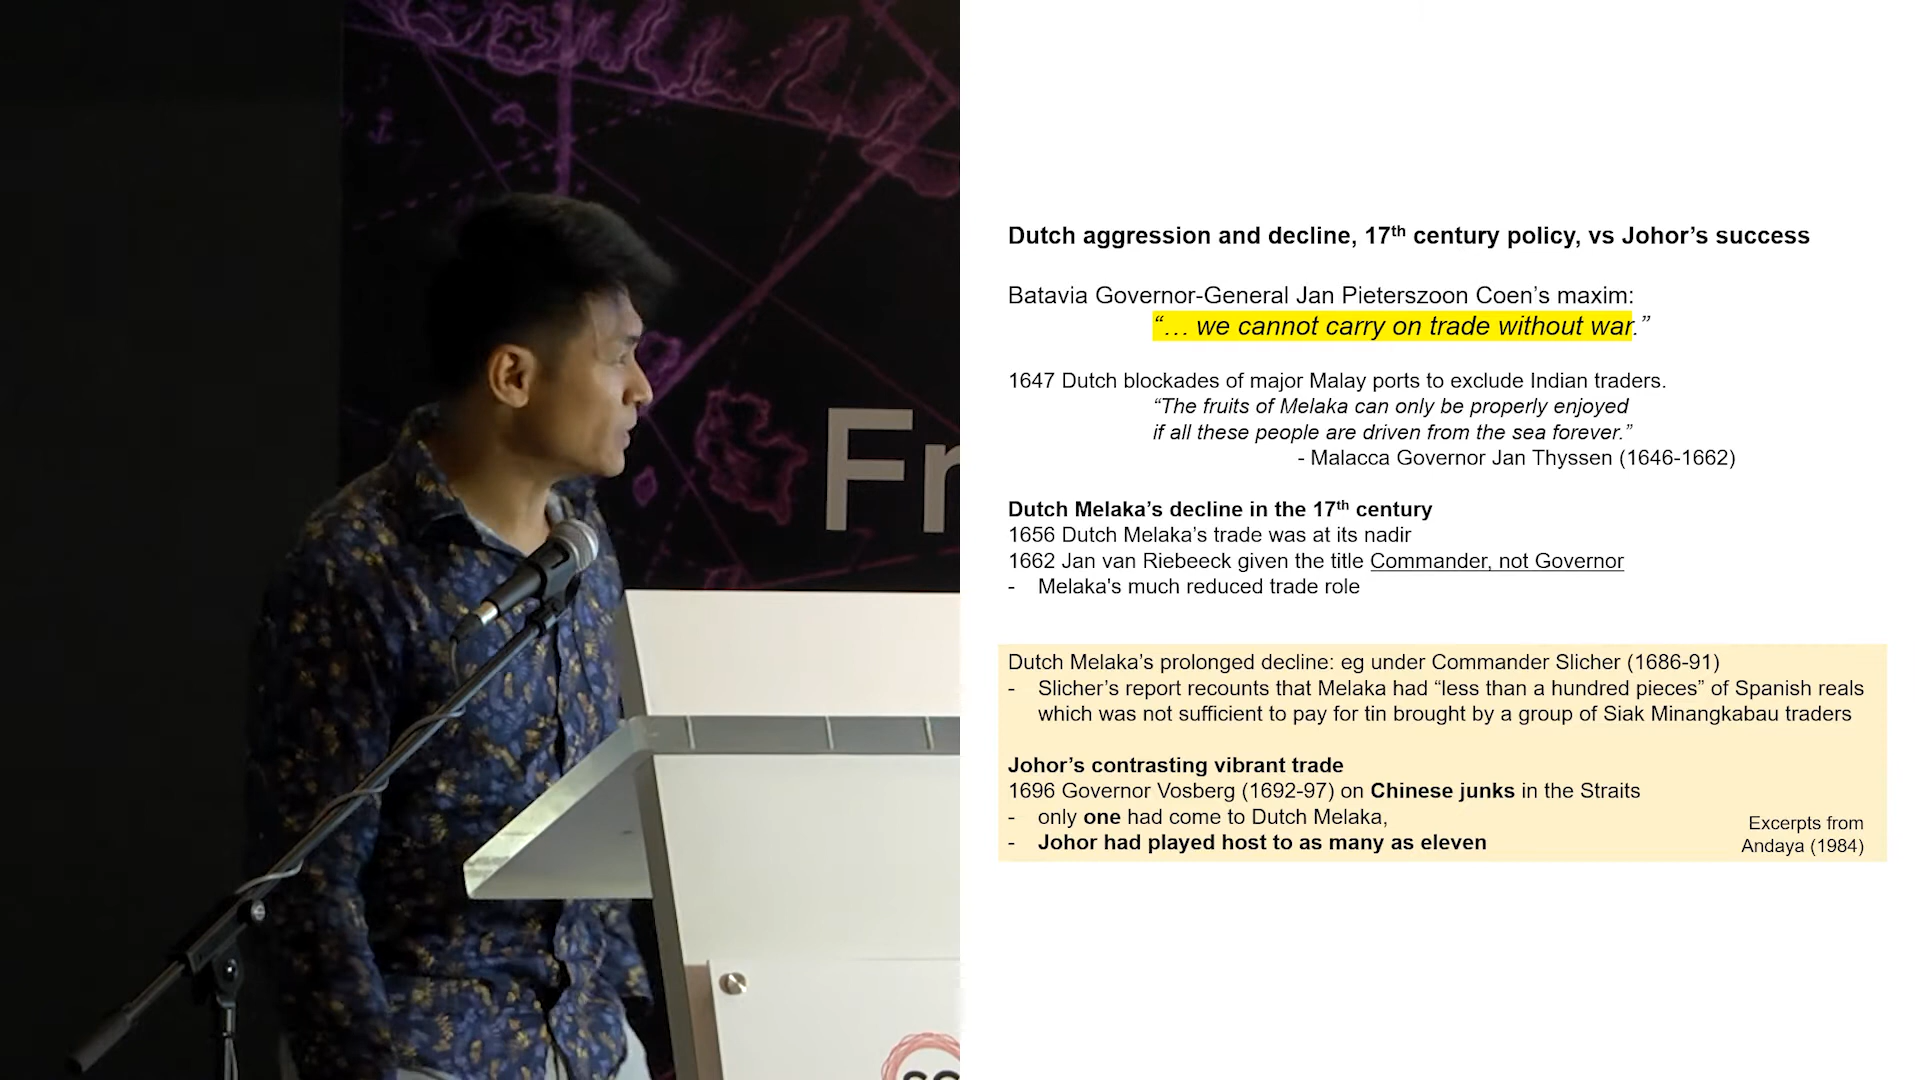 Fr
Dutch aggression and decline, 17th century policy, vs Johor’s success
Batavia Governor-General Jan Pieterszoon Coen’s maxim:
“… we cannot carry on trade without war.”
1647 Dutch blockades of major Malay ports to exclude Indian traders.
“The fruits of Melaka can only be properly enjoyed
if all these people are driven from the sea forever.”
- Malacca Governor Jan Thyssen (1646-1662)
Dutch Melaka’s decline in the 17th century
1656 Dutch Melaka’s trade was at its nadir
1662 Jan van Riebeeck given the title Commander, not Governor
- Melaka's much reduced trade role
Dutch Melaka’s prolonged decline: eg under Commander Slicher (1686-91)
- Slicher’s report recounts that Melaka had “less than a hundred pieces” of Spanish reals
which was not sufficient to pay for tin brought by a group of Siak Minangkabau traders
Johor’s contrasting vibrant trade
1696 Governor Vosberg (1692-97) on Chinese junks in the Straits
- only one had come to Dutch Melaka,
- Johor had played host to as many as eleven
Excerpts from
Andaya (1984)